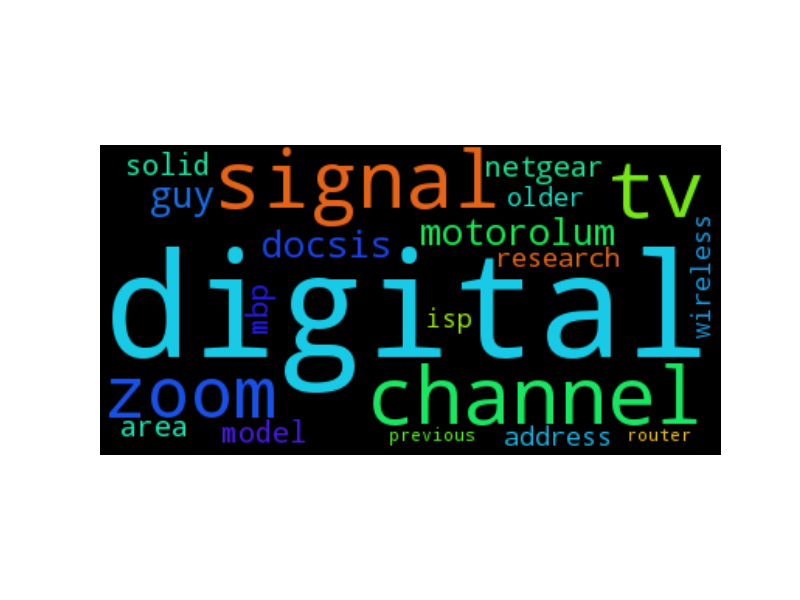 solid
signal
netgear
tv
guy
older
motorolum
docsis
research
wireless
digital
mbp
isp
zoom
channel
area
model
previous
address
router